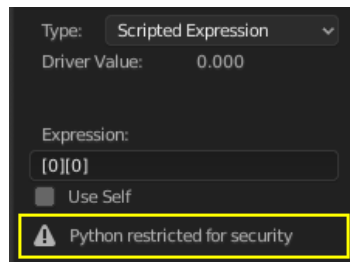 Type: Scripted Expression
Driver Value: 0.000
Expression:
[0][0]
Use Self
Python restricted for security